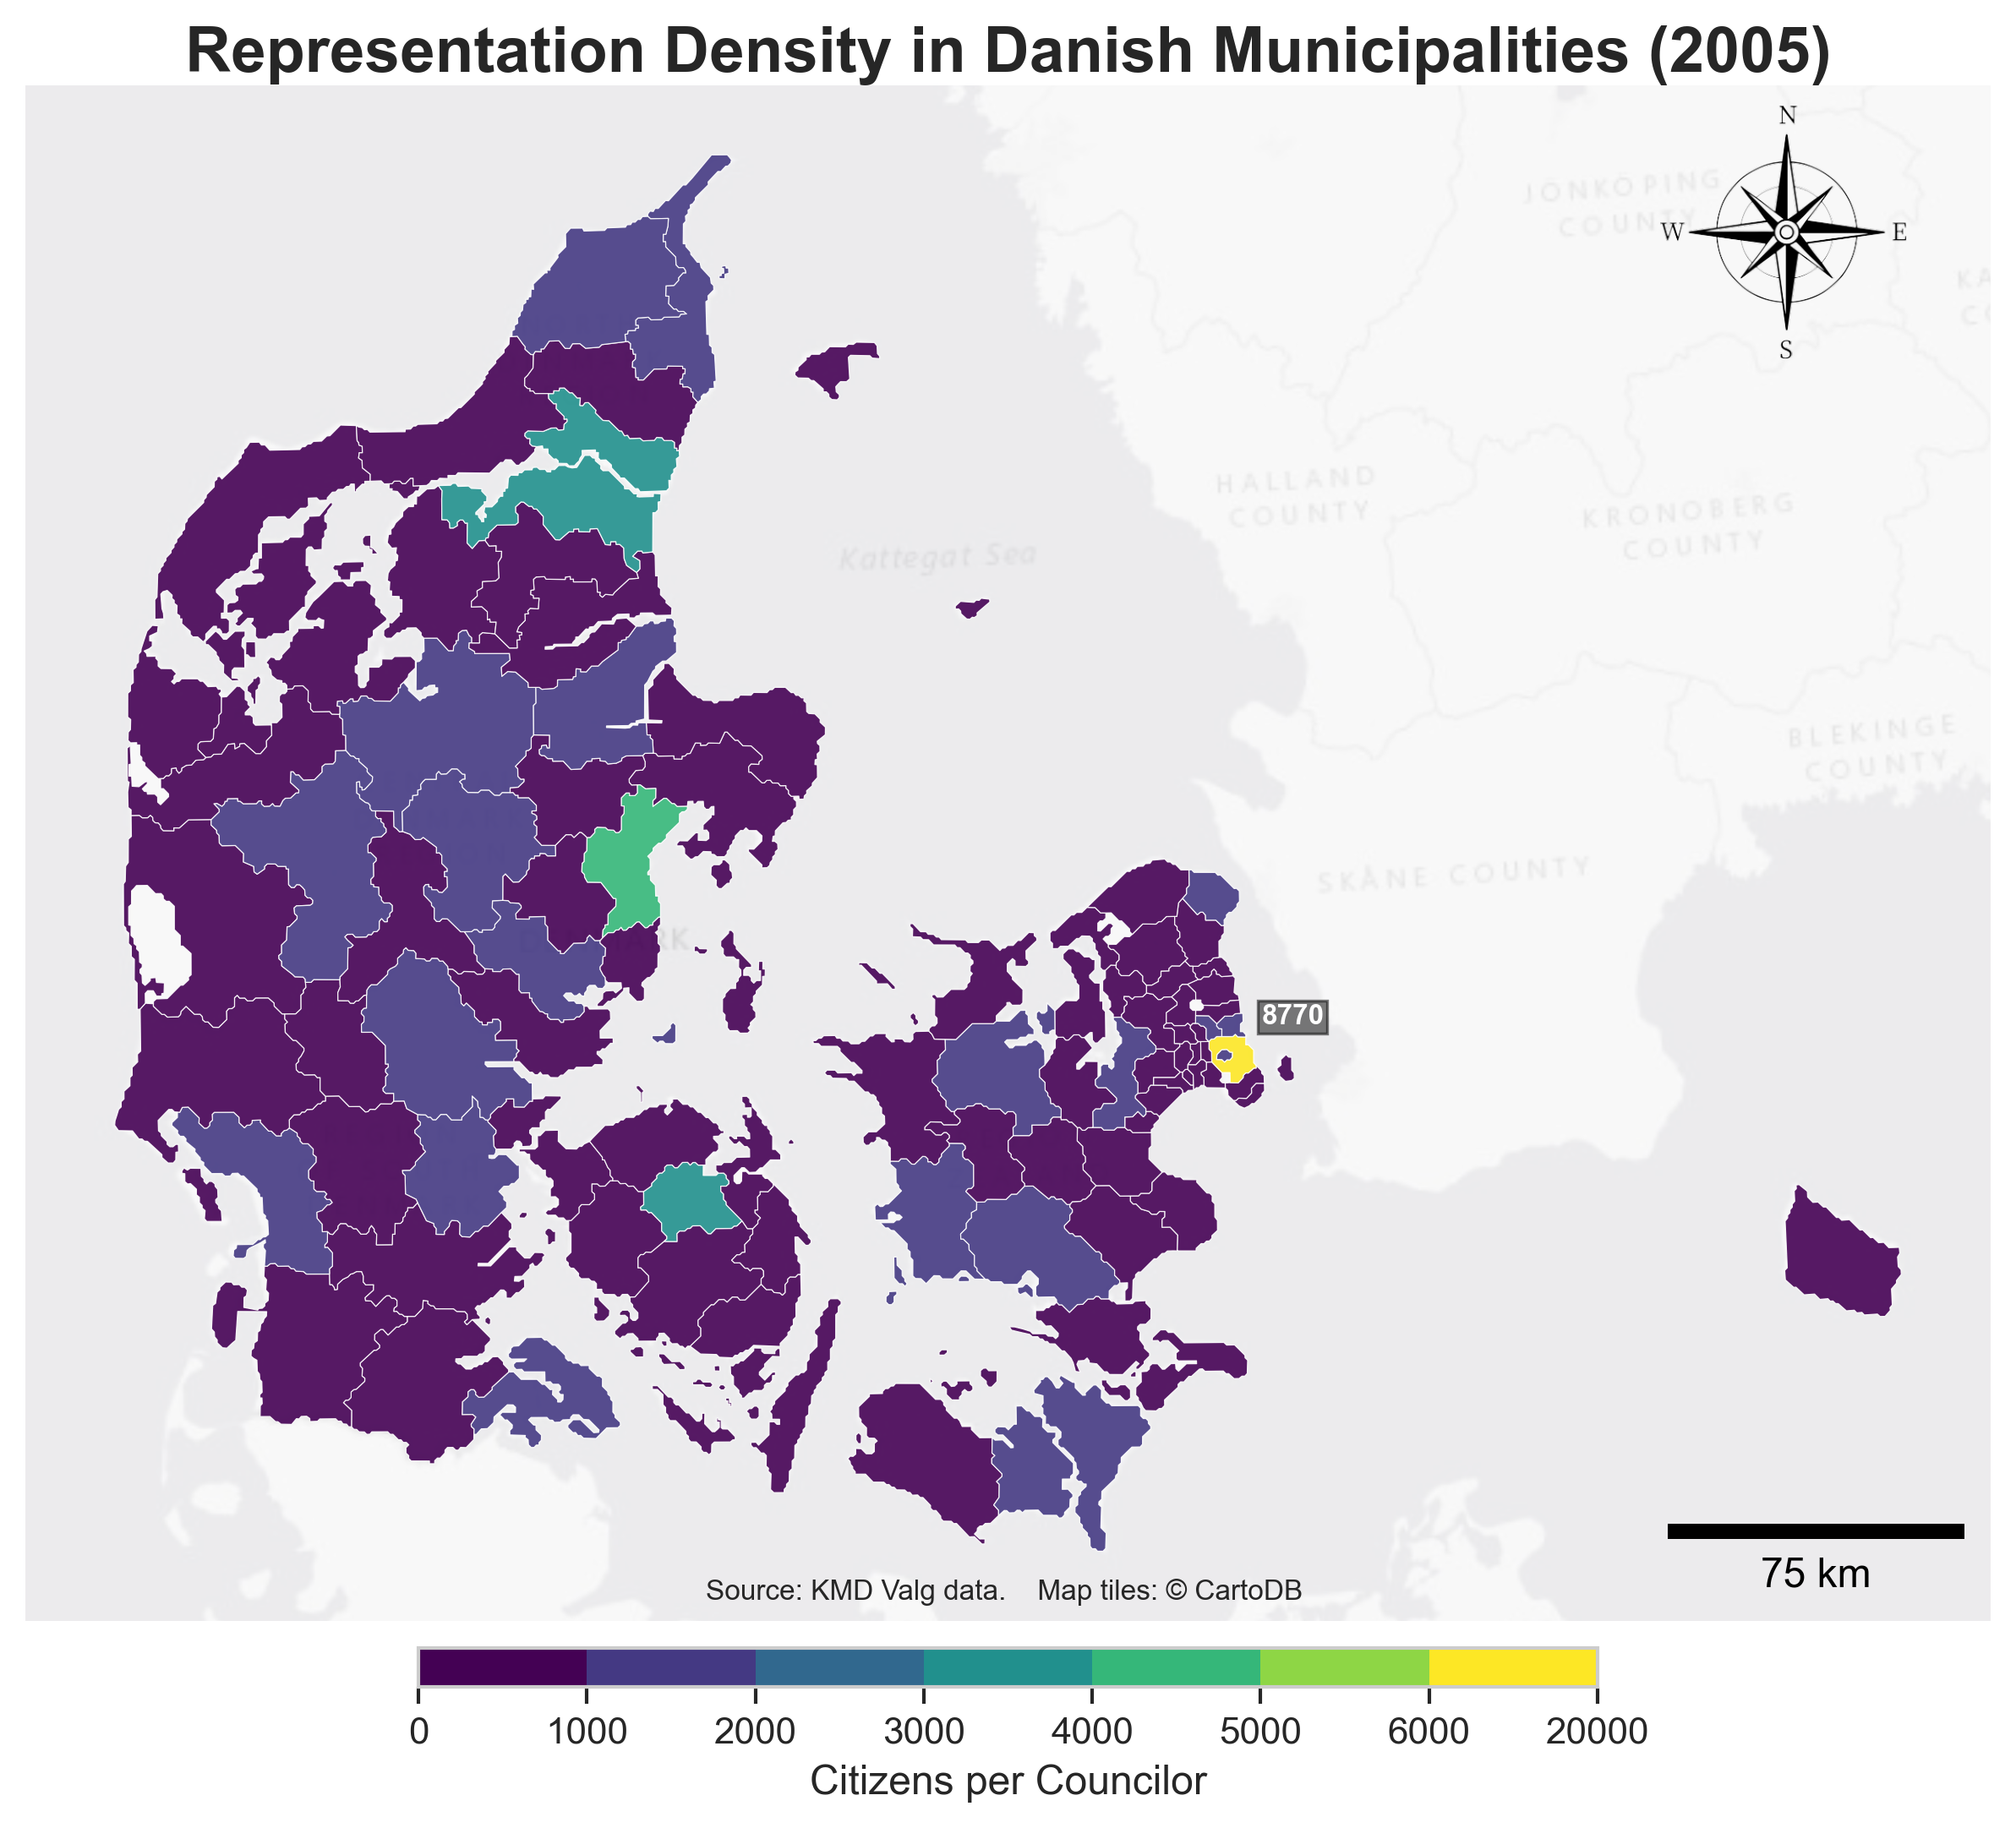 Representation Density in Danish Municipalities (2005)
N
W
E
S
JÖNKÖPING
COUNTY
KA
CO
HALLAND
COUNTY
KRONOBERG
COUNTY
Kattegat Sea
BLEKINGE
COUNTY
SKÅNE COUNTY
8770
75 km
Source: KMD Valg data. Map tiles: © CartoDB
0 1000 2000 3000 4000 5000 6000 20000
Citizens per Councilor